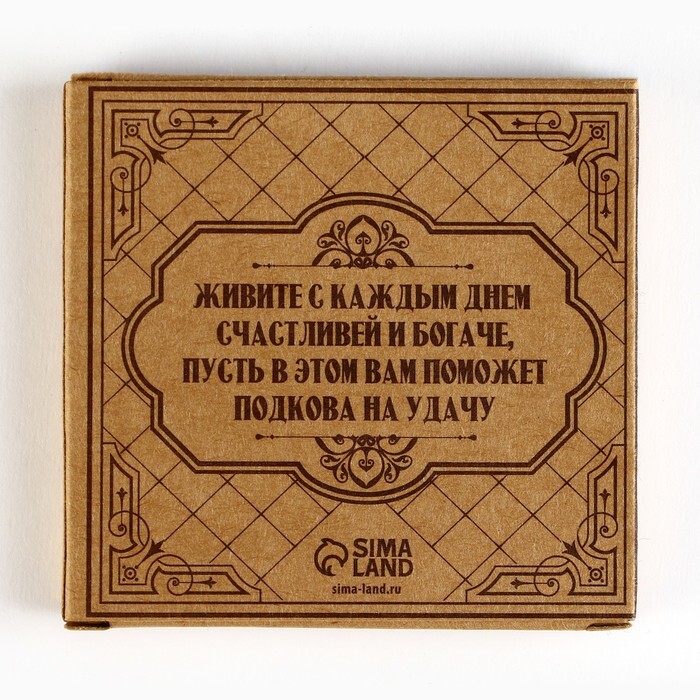 ЖИВИТЕ С КАЖДЫМ ДНЕМ
СЧАСТЛИВЕЙ И БОГАЧЕ,
ПУСТЬ В ЭТОМ ВАМ ПОМОЖЕТ
ПОДКОВА НА УДАЧУ
SIMA
LAND
sima-land.ru